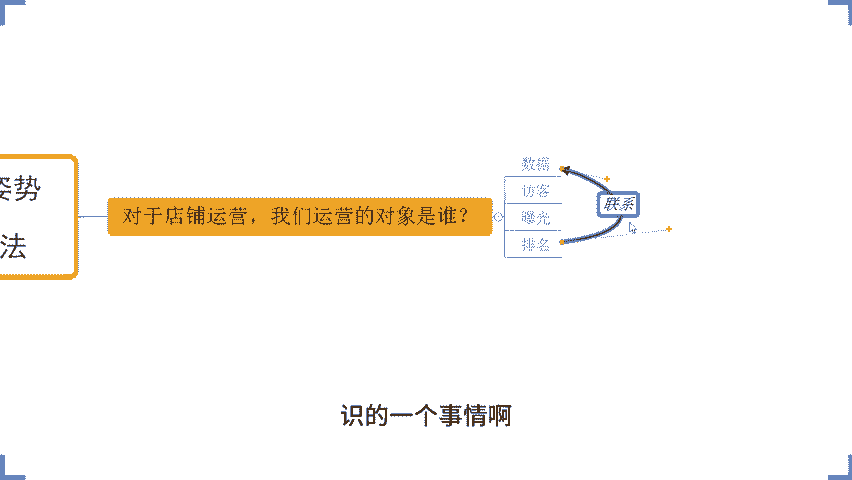 姿势
法
对于店铺运营，我们运营的对象是谁？
数据
访客
曝光
排名
联系
识的一个事情啊